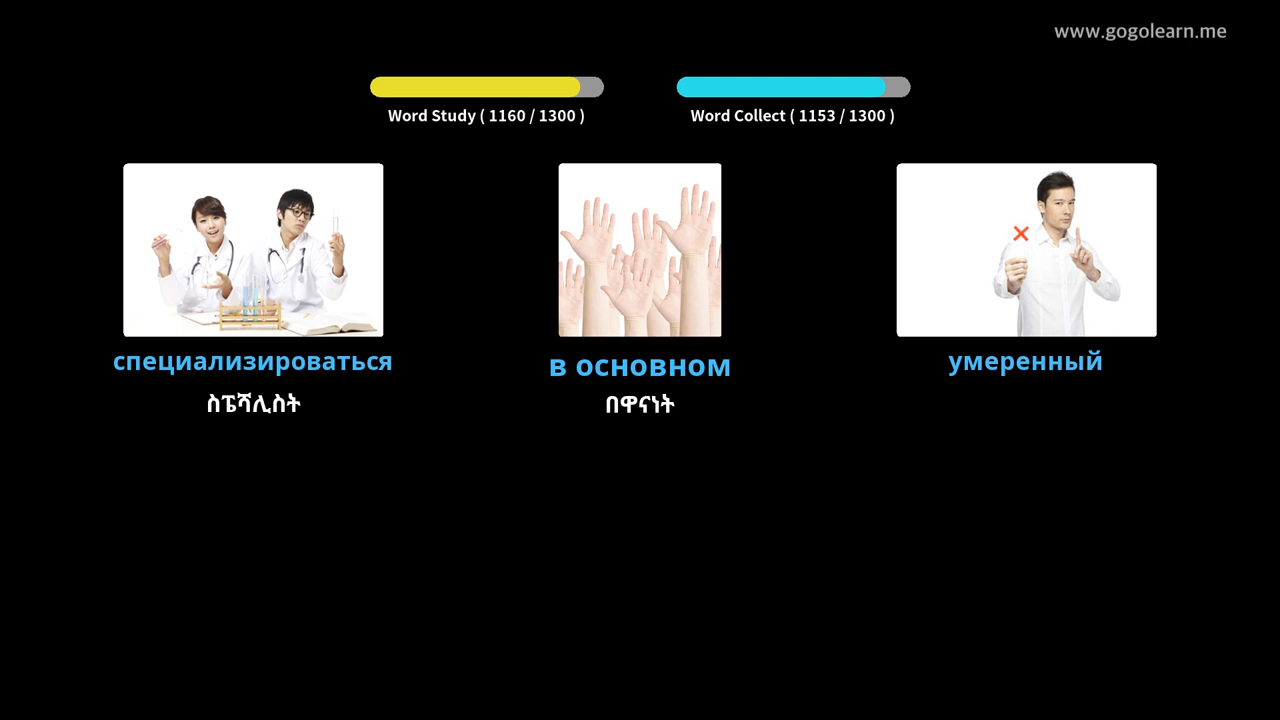 www.gogolearn.me
Word Study ( 1160 / 1300 )
Word Collect ( 1153 / 1300 )
специализироваться
в основном
умеренный
ስፔሻሊስት
በዋናነት